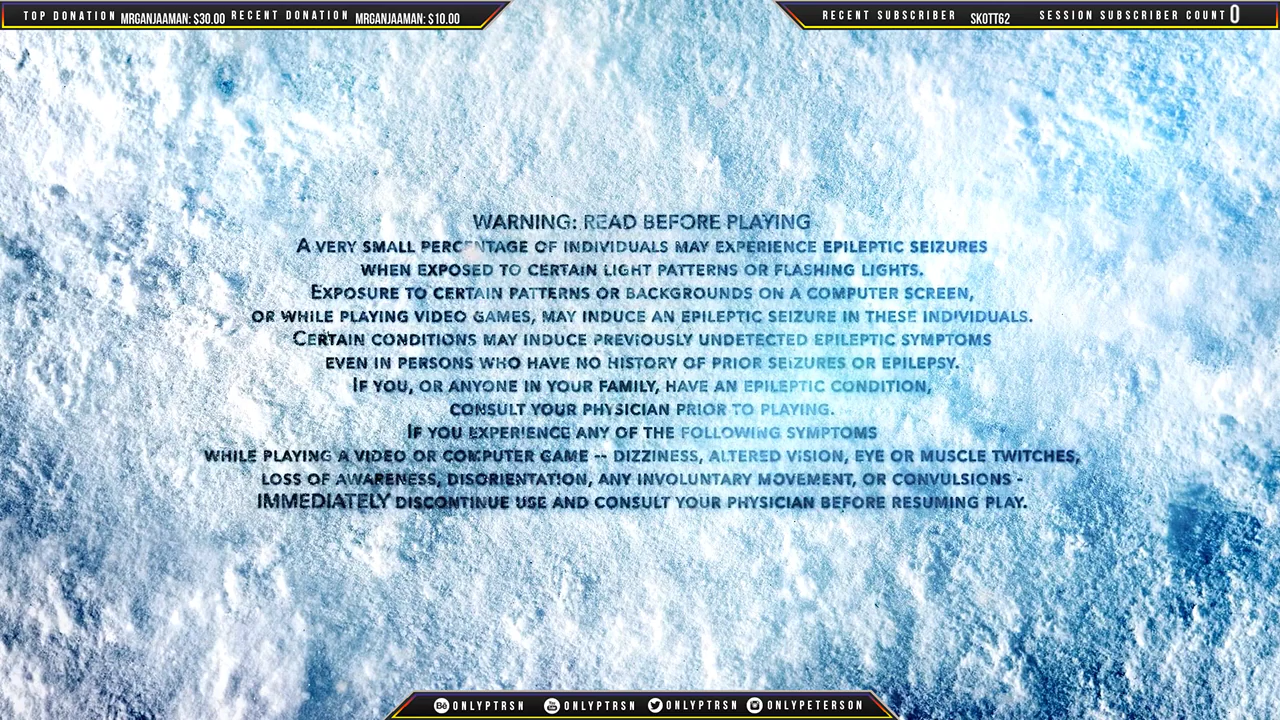 TOP DONATION MRGANJAAMAN: $30.00 RECENT DONATION MRGANJAAMAN: $10.00 RECENT SUBSCRIBER SKOTT62 SESSION SUBSCRIBER COUNT 0
WARNING: READ BEFORE PLAYING
A VERY SMALL PERCENTAGE OF INDIVIDUALS MAY EXPERIENCE EPILEPTIC SEIZURES
WHEN EXPOSED TO CERTAIN LIGHT PATTERNS OR FLASHING LIGHTS.
EXPOSURE TO CERTAIN PATTERNS OR BACKGROUNDS ON A COMPUTER SCREEN,
OR WHILE PLAYING VIDEO GAMES, MAY INDUCE AN EPILEPTIC SEIZURE IN THESE INDIVIDUALS.
CERTAIN CONDITIONS MAY INDUCE PREVIOUSLY UNDETECTED EPILEPTIC SYMPTOMS
EVEN IN PERSONS WHO HAVE NO HISTORY OF PRIOR SEIZURES OR EPILEPSY.
IF YOU, OR ANYONE IN YOUR FAMILY, HAVE AN EPILEPTIC CONDITION,
CONSULT YOUR PHYSICIAN PRIOR TO PLAYING.
IF YOU EXPERIENCE ANY OF THE FOLLOWING SYMPTOMS
WHILE PLAYING A VIDEO OR COMPUTER GAME -- DIZZINESS, ALTERED VISION, EYE OR MUSCLE TWITCHES,
LOSS OF AWARENESS, DISORIENTATION, ANY INVOLUNTARY MOVEMENT, OR CONVULSIONS -
IMMEDIATELY DISCONTINUE USE AND CONSULT YOUR PHYSICIAN BEFORE RESUMING PLAY.
Bē ONLYPTRSN ONLYPTRSN ONLYPTRSN ONLYPETERSON